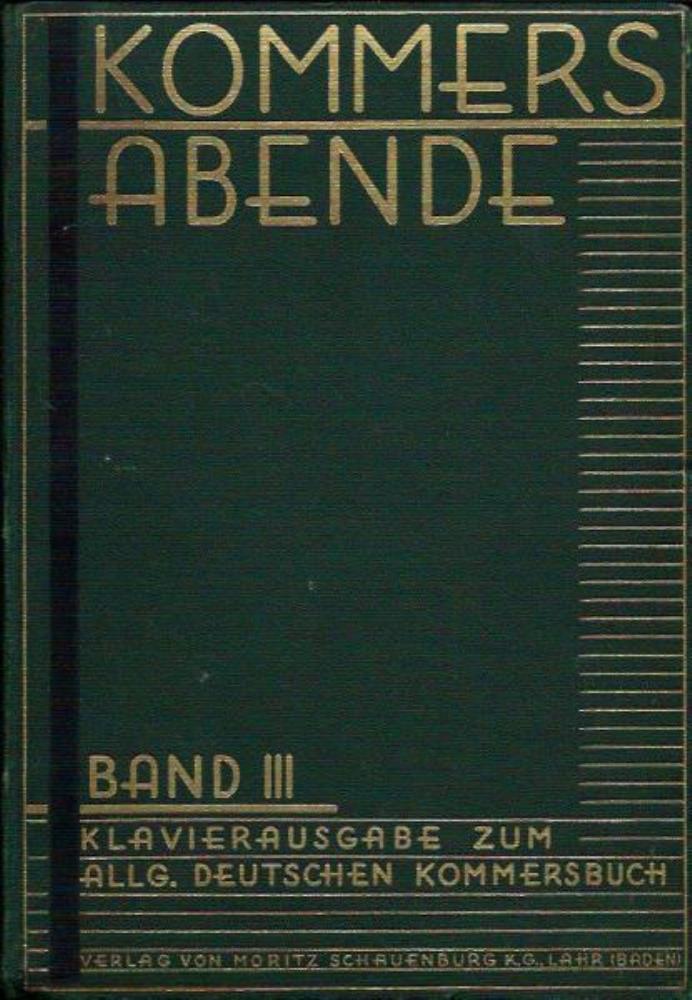 KOMMERS
ABENDE
BAND III
KLAVIERAUSGABE ZUM
ALLG. DEUTSCHEN KOMMERSBUCH
VERLAG VON MORITZ SCHAUENBURG K.G., LAHR (BADEN)